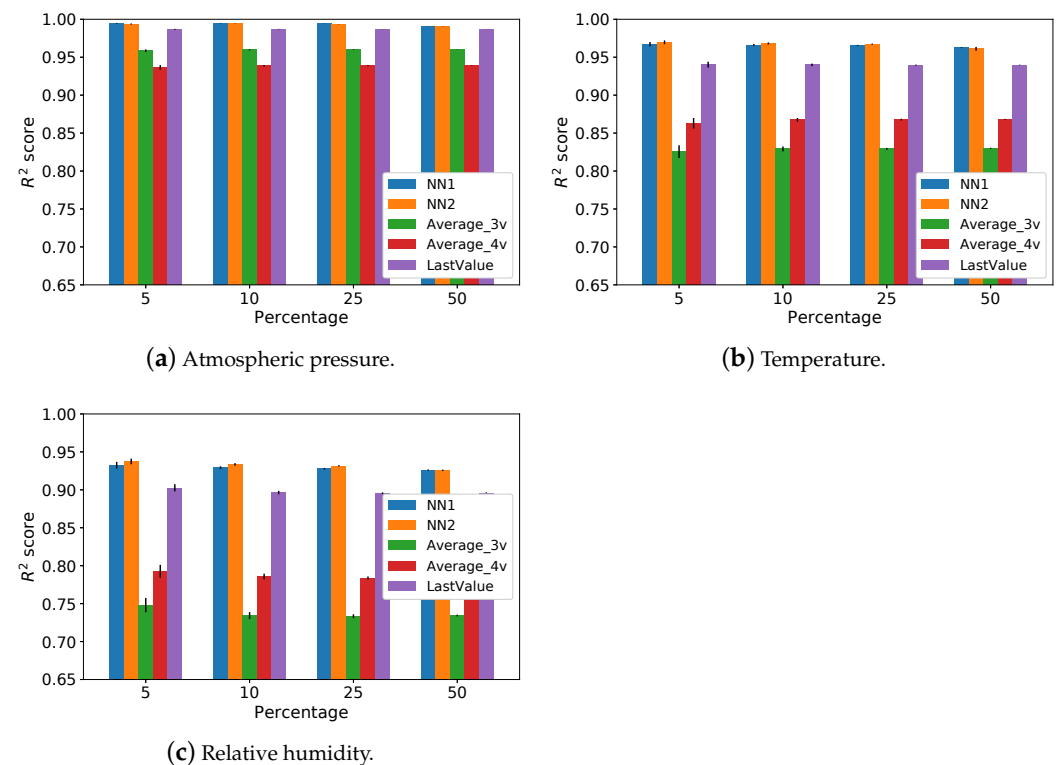 1.00
0.95
0.90
0.85
0.80
0.75
0.70
0.65
R² score
5 10 25 50
Percentage
NN1
NN2
Average_3v
Average_4v
LastValue
(a) Atmospheric pressure.
1.00
0.95
0.90
0.85
0.80
0.75
0.70
0.65
R² score
5 10 25 50
Percentage
NN1
NN2
Average_3v
Average_4v
LastValue
(b) Temperature.
1.00
0.95
0.90
0.85
0.80
0.75
0.70
0.65
R² score
5 10 25 50
Percentage
NN1
NN2
Average_3v
Average_4v
LastValue
(c) Relative humidity.